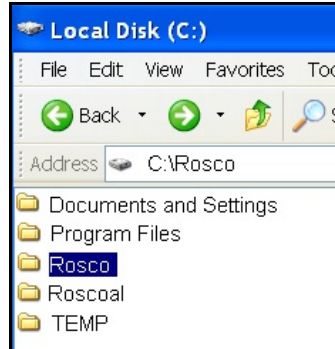 Local Disk (C:)
File Edit View Favorites
Back
Address C:\Rosco
Documents and Settings
Program Files
Rosco
Roscoal
TEMP